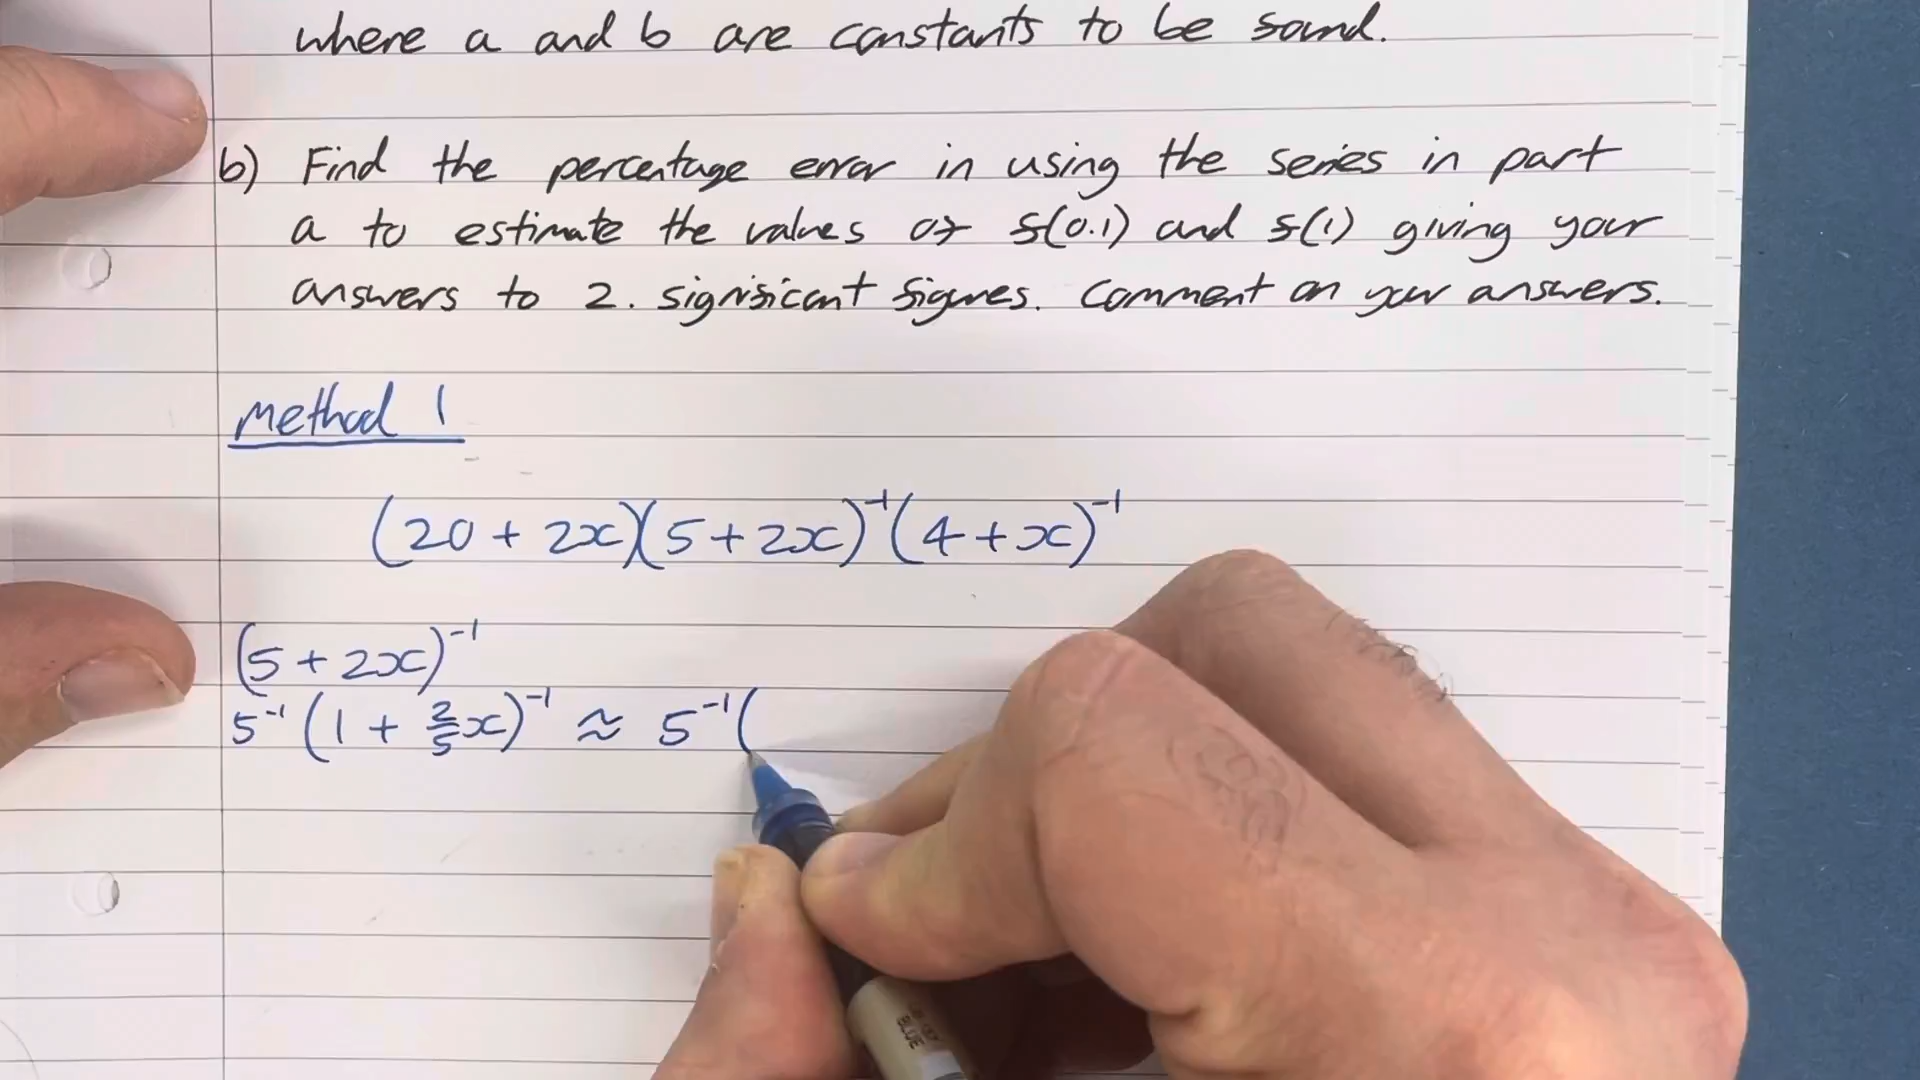 where a and b are constants to be found.
b) Find the percentage error in using the series in part
a to estimate the values of f(0.1) and f(1) giving your
answers to 2. significant figures. Comment on your answers.
Method 1
(20 + 2x)(5 + 2x)⁻¹(4 + x)⁻¹
(5 + 2x)⁻¹
5⁻¹(1 + 2/5x)⁻¹ ≈ 5⁻¹(
BLUE